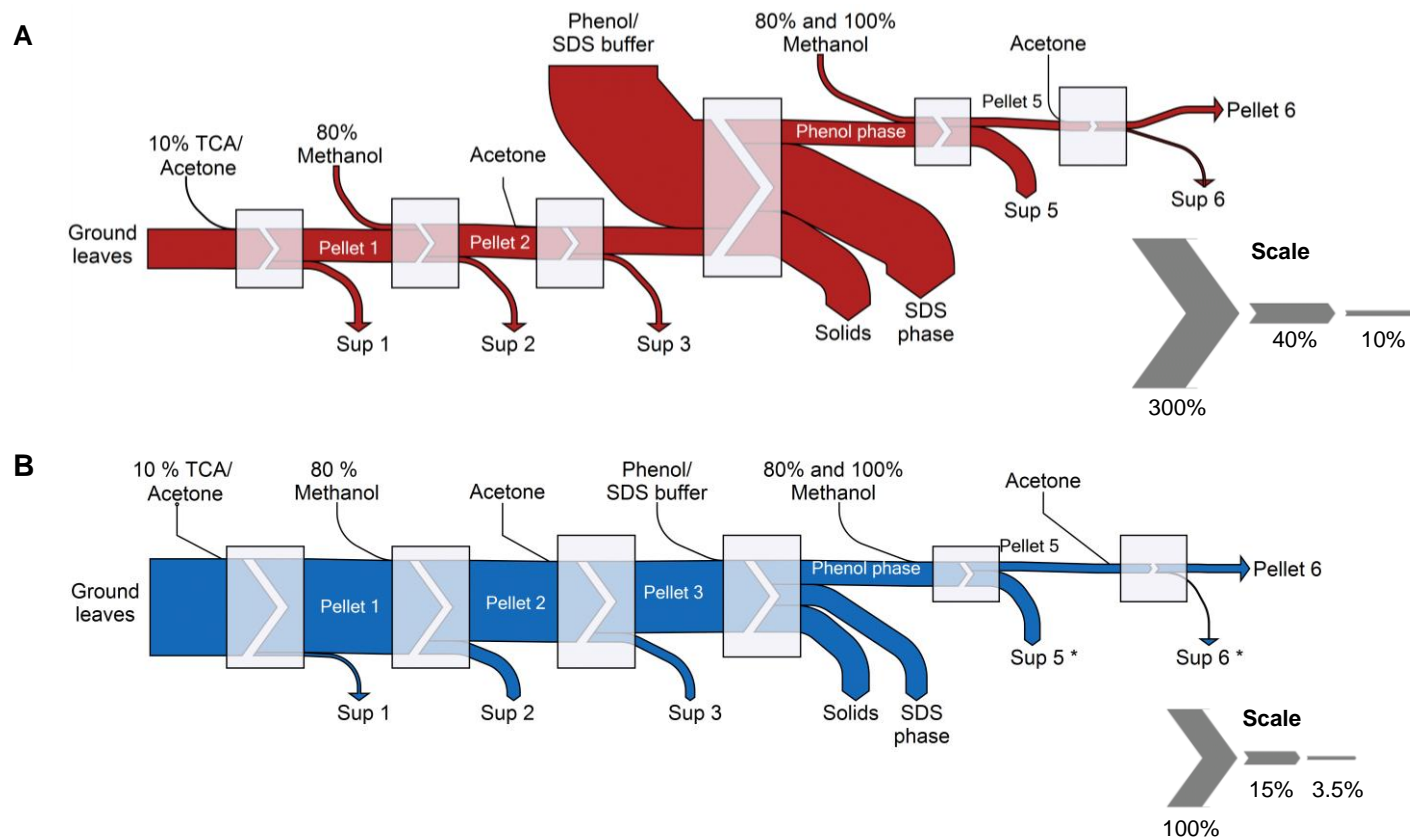 A
Phenol/
SDS buffer
80% and 100%
Methanol
Acetone
Pellet 5
Pellet 6
10% TCA/
Acetone
80%
Methanol
Acetone
Phenol phase
Ground
leaves
Pellet 1
Pellet 2
Sup 5
Sup 6
Sup 1
Sup 2
Sup 3
Solids
SDS
phase
Scale
40%
10%
300%
B
10 % TCA/
Acetone
80 %
Methanol
Acetone
Phenol/
SDS buffer
80% and 100%
Methanol
Acetone
Ground
leaves
Pellet 1
Pellet 2
Pellet 3
Phenol phase
Pellet 5
Pellet 6
Sup 1
Sup 2
Sup 3
Solids
SDS
phase
Sup 5 *
Sup 6 *
Scale
15%
3.5%
100%